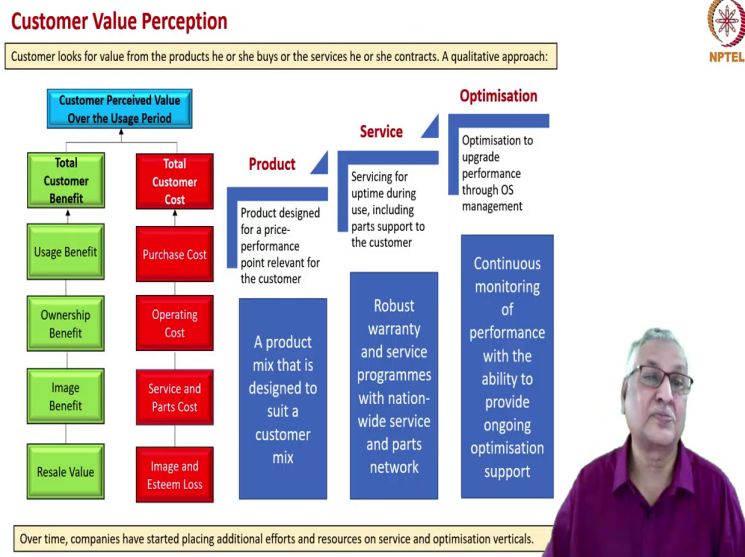 Customer Value Perception
NPTEL
Customer looks for value from the products he or she buys or the services he or she contracts. A qualitative approach:
Customer Perceived Value
Over the Usage Period
Total
Customer
Benefit
Usage Benefit
Ownership
Benefit
Image
Benefit
Resale Value
Total
Customer
Cost
Purchase Cost
Operating
Cost
Service and
Parts Cost
Image and
Esteem Loss
Product
Product designed
for a price-
performance
point relevant for
the customer
A product
mix that is
designed to
suit a
customer
mix
Service
Servicing for
uptime during
use, including
parts support to
the customer
Robust
warranty
and service
programmes
with nation-
wide service
and parts
network
Optimisation
Optimisation to
upgrade
performance
through OS
management
Continuous
monitoring
of
performance
with the
ability to
provide
ongoing
optimisation
support
Over time, companies have started placing additional efforts and resources on service and optimisation verticals.